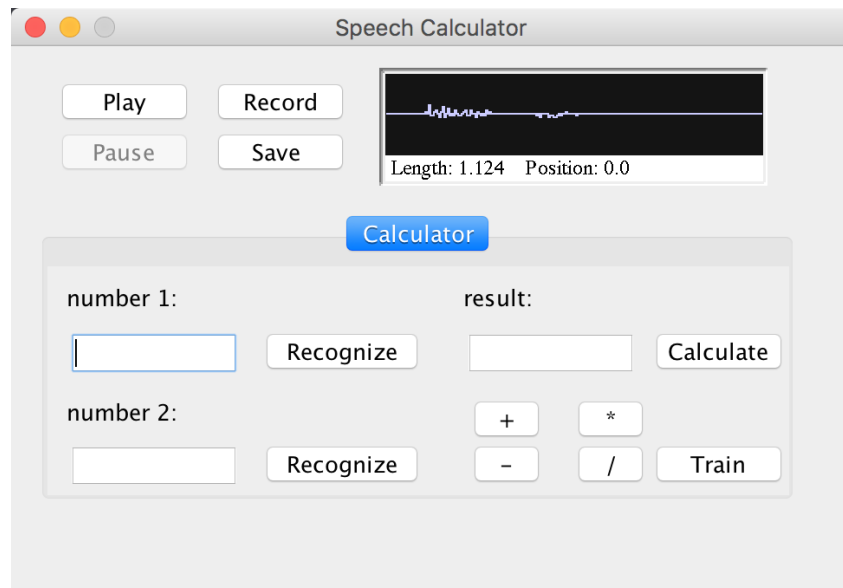 Speech Calculator
Play Record
Pause Save
Length: 1.124 Position: 0.0
Calculator
number 1: result:
Recognize Calculate
number 2:
+ *
Recognize - / Train